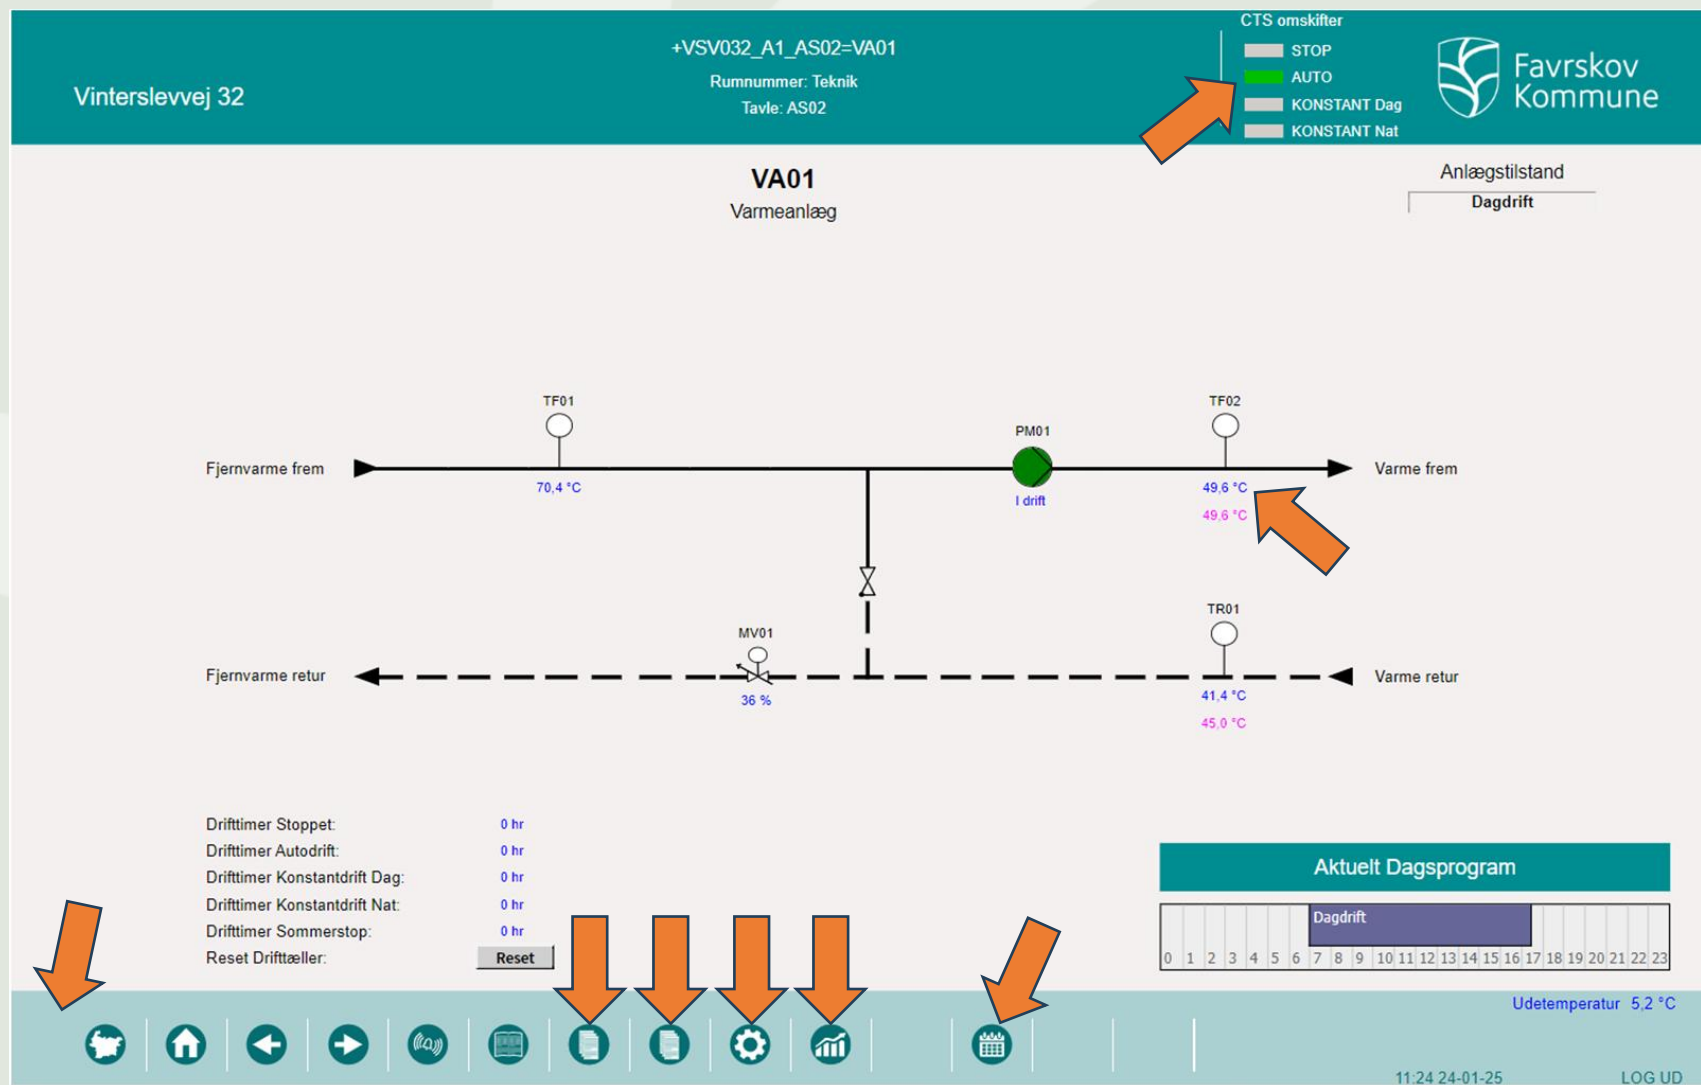 CTS omskifter
+VSV032_A1_AS02=VA01
STOP
Favrskov
Kommune
Rumnummer: Teknik
AUTO
Vinterslevvej 32
Tavle: AS02
KONSTANT Dag
KONSTANT Nat
VA01
Varmeanlæg
Anlægstilstand
Dagdrift
TF01
TF02
PM01
Fjernvarme frem
Varme frem
70,4 °C
I drift
49,6 °C
49,6 °C
TR01
MV01
Fjernvarme retur
Varme retur
36 %
41,4 °C
45,0 °C
Drifttimer Stoppet: 0 hr
Drifttimer Autodrift: 0 hr
Drifttimer Konstantdrift Dag: 0 hr
Drifttimer Konstantdrift Nat: 0 hr
Drifttimer Sommerstop: 0 hr
Reset Drifttæller: Reset
Aktuelt Dagsprogram
Dagdrift
0 1 2 3 4 5 6 7 8 9 10 11 12 13 14 15 16 17 18 19 20 21 22 23
Udetemperatur 5,2 °C
11:24 24-01-25 LOG UD